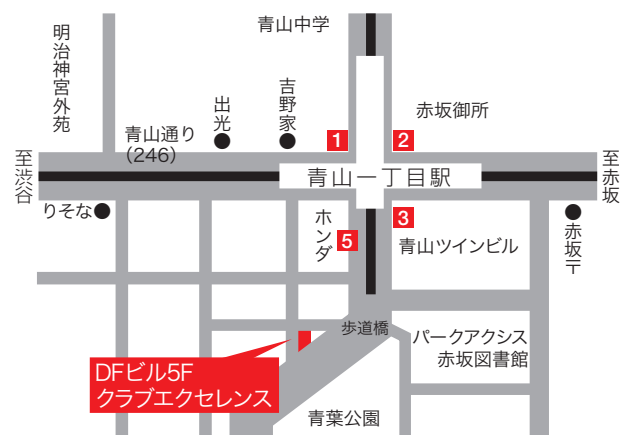 青山中学
明治神宮外苑
吉野家
出光
赤坂御所
青山通り
(246)
1
2
至渋谷
青山一丁目駅
至赤坂
りそな
ホンダ
5
3
青山ツインビル
赤坂〒
歩道橋
パークアクシス
赤坂図書館
DFビル5F
クラブエクセレンス
青葉公園